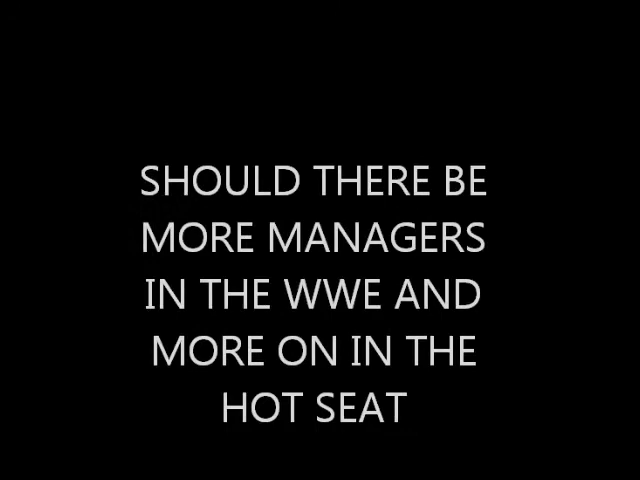 SHOULD THERE BE
MORE MANAGERS
IN THE WWE AND
MORE ON IN THE
HOT SEAT